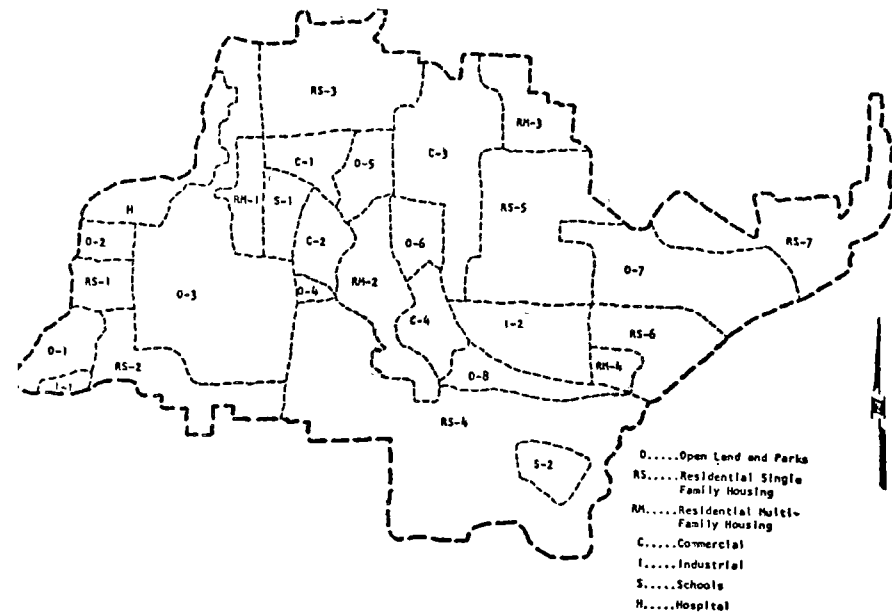 RS-3
RM-3
C-1
O-5
C-3
H
RM-1
S-1
RS-5
C-2
O-2
O-6
RS-7
RS-1
O-3
O-4
RM-2
O-7
O-1
C-4
I-2
RS-6
RS-2
RM-4
I-1
O-8
RS-4
S-2
O.....Open Land and Parks
RS.....Residential Single
Family Housing
RM.....Residential Multi-
Family Housing
C.....Commercial
I.....Industrial
S.....Schools
H.....Hospital